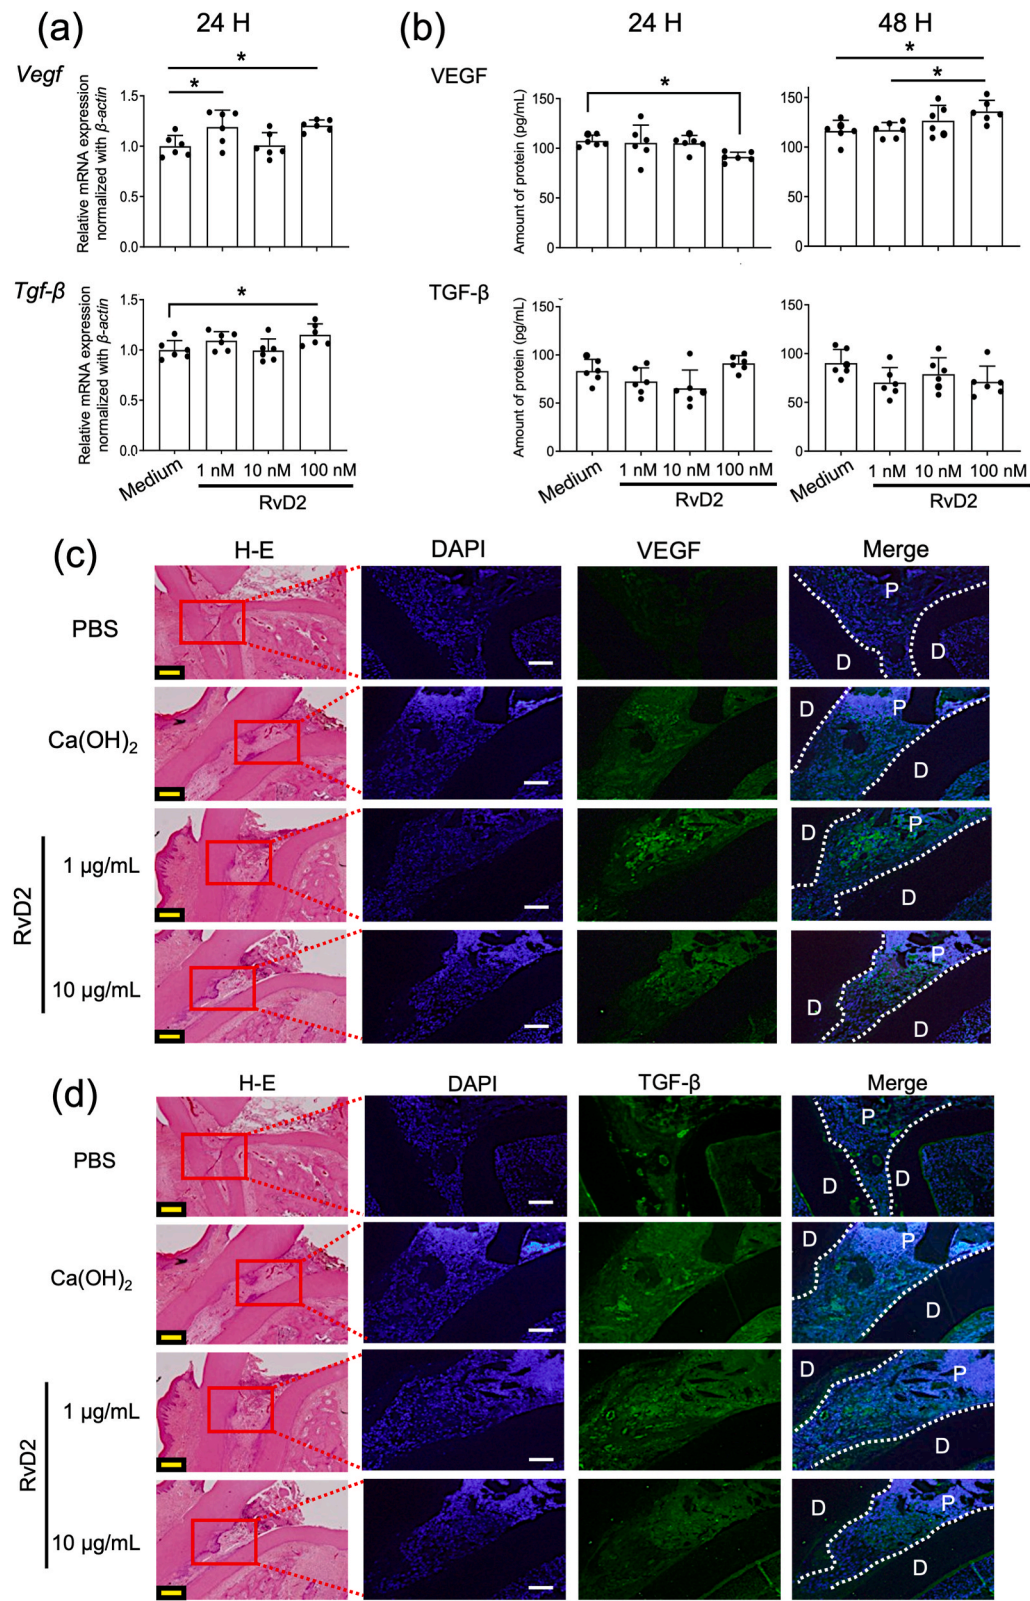 (a)
24 H
Vegf
Relative mRNA expression
normalized with β-actin
1.5
1.0
0.5
0.0
*
*
Tgf-β
Relative mRNA expression
normalized with β-actin
1.5
1.0
0.5
0.0
*
Medium
1 nM 10 nM 100 nM
RvD2
(b)
24 H
48 H
VEGF
Amount of protein (pg/mL)
150
100
50
0
*
150
100
50
0
*
*
TGF-β
Amount of protein (pg/mL)
150
100
50
0
150
100
50
0
Medium
1 nM 10 nM 100 nM
RvD2
Medium
1 nM 10 nM 100 nM
RvD2
(c)
H-E DAPI VEGF Merge
PBS
P
D
D
Ca(OH)2
D
P
D
RvD2
1 μg/mL
D
P
D
10 μg/mL
D
P
D
(d)
H-E DAPI TGF-β Merge
PBS
P
D
D
Ca(OH)2
D
P
D
RvD2
1 μg/mL
D
P
D
10 μg/mL
D
P
D